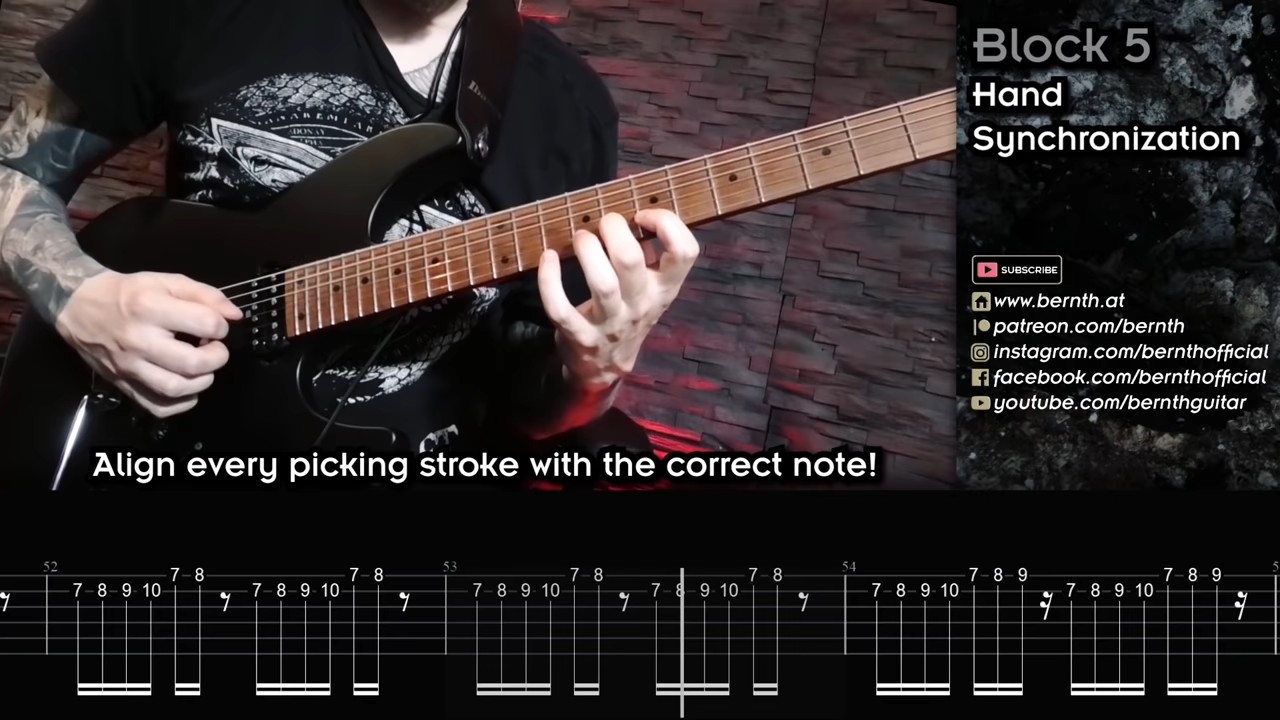 Block 5
Hand
Synchronization
SUBSCRIBE
www.bernth.at
patreon.com/bernth
instagram.com/bernthofficial
facebook.com/bernthofficial
youtube.com/bernthguitar
Align every picking stroke with the correct note!
52 53 54
7 8 7 8 7 8 7 8 7 8 9 7 8 9
7 8 9 10 7 8 9 10 7 8 9 10 7 8 9 10 7 8 9 10 7 8 9 10